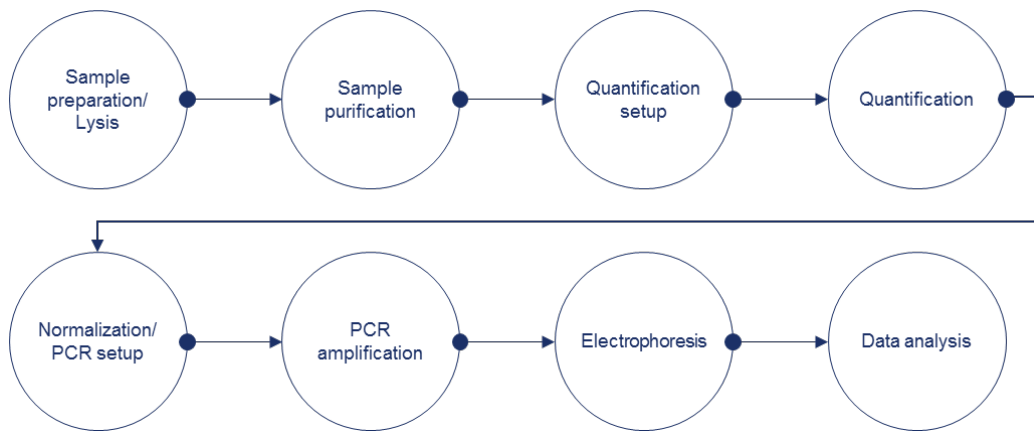 Sample
preparation/
Lysis
Sample
purification
Quantification
setup
Quantification
Normalization/
PCR setup
PCR
amplification
Electrophoresis
Data analysis